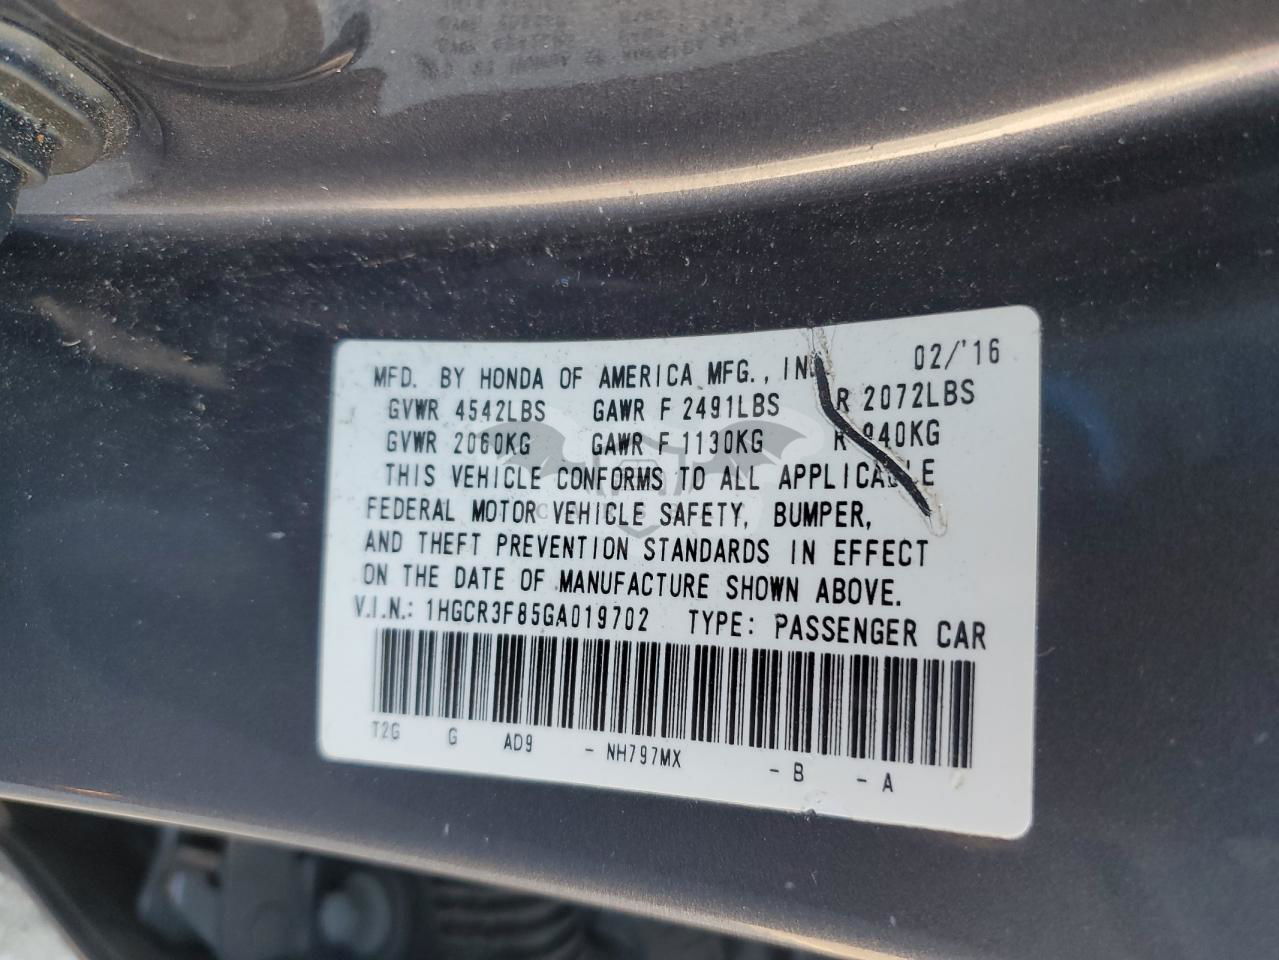 MFD. BY HONDA OF AMERICA MFG., IN 02/'16
GVWR 4542LBS GAWR F 2491LBS R 2072LBS
GVWR 2060KG GAWR F 1130KG R 940KG
THIS VEHICLE CONFORMS TO ALL APPLICABLE
FEDERAL MOTOR VEHICLE SAFETY, BUMPER,
AND THEFT PREVENTION STANDARDS IN EFFECT
ON THE DATE OF MANUFACTURE SHOWN ABOVE.
V.I.N.: 1HGCR3F85GA019702 TYPE: PASSENGER CAR
T2G G AD9 - NH797MX - B - A